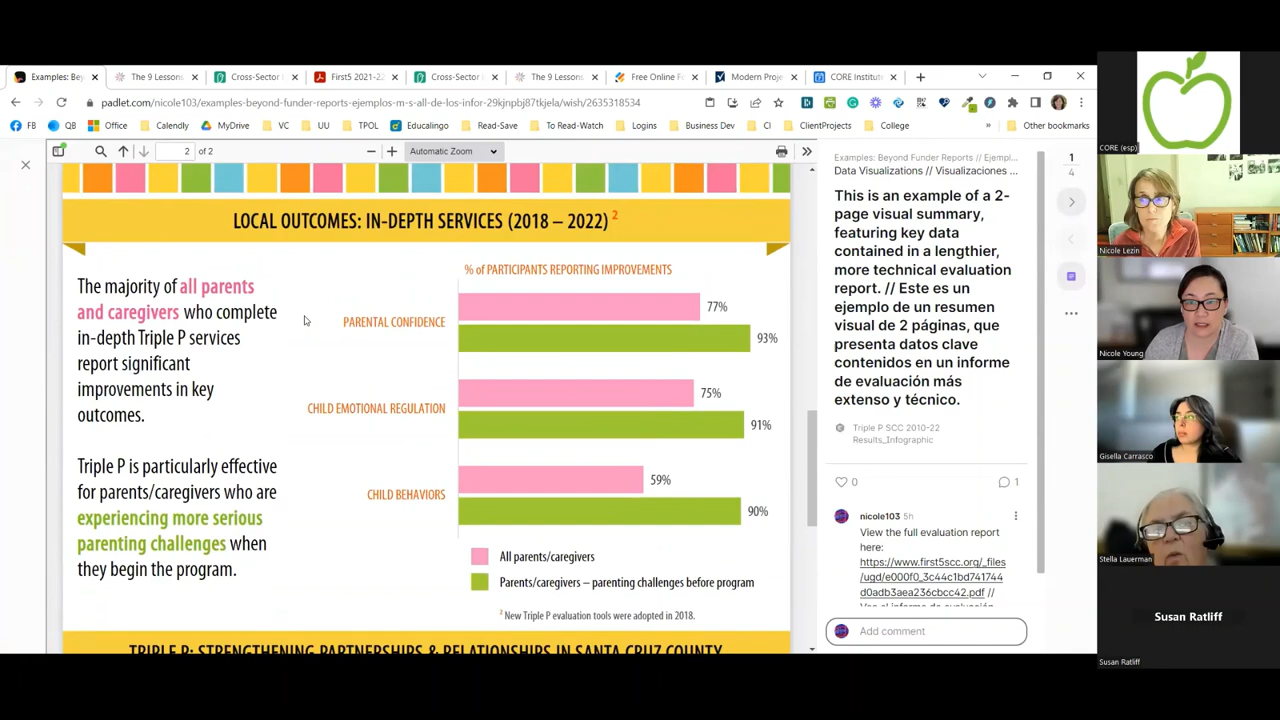 Examples: Bey
The 9 Lessons
Cross-Sector I
First5 2021-22
Cross-Sector I
The 9 Lessons
Free Online Fo
Modern Proje
CORE Institut
padlet.com/nicole103/examples-beyond-funder-reports-ejemplos-m-s-all-de-los-infor-29kjnpbj87tkjela/wish/2635318534
FB
QB
Office
Calendly
MyDrive
VC
UU
TPOL
Educalingo
Read-Save
To Read-Watch
Logins
Business Dev
CI
ClientProjects
College
»
Other bookmarks
2
of 2
Automatic Zoom
LOCAL OUTCOMES: IN-DEPTH SERVICES (2018 – 2022) 2
The majority of all parents
and caregivers who complete
in-depth Triple P services
report significant
improvements in key
outcomes.
Triple P is particularly effective
for parents/caregivers who are
experiencing more serious
parenting challenges when
they begin the program.
% of PARTICIPANTS REPORTING IMPROVEMENTS
PARENTAL CONFIDENCE
77%
93%
CHILD EMOTIONAL REGULATION
75%
91%
CHILD BEHAVIORS
59%
90%
All parents/caregivers
Parents/caregivers – parenting challenges before program
2 New Triple P evaluation tools were adopted in 2018.
TRIPLE P: STRENGTHENING PARTNERSHIPS & RELATIONSHIPS IN SANTA CRUZ COUNTY
Examples: Beyond Funder Reports // Ejempl...
Data Visualizations // Visualizaciones ...
This is an example of a 2-
page visual summary,
featuring key data
contained in a lengthier,
more technical evaluation
report. // Este es un
ejemplo de un resumen
visual de 2 páginas, que
presenta datos clave
contenidos en un informe
de evaluación más
extenso y técnico.
Triple P SCC 2010-22
Results_Infographic
0
1
nicole103 5h
View the full evaluation report
here:
https://www.first5scc.org/_files
/ugd/e000f0_3c44c1bd741744
d0adb3aea236cbcc42.pdf //
Vea el informe de evaluación
Add comment
1
4
CORE (esp)
Nicole Lezin
Nicole Young
Gisella Carrasco
Stella Lauerman
Susan Ratliff
Susan Ratliff